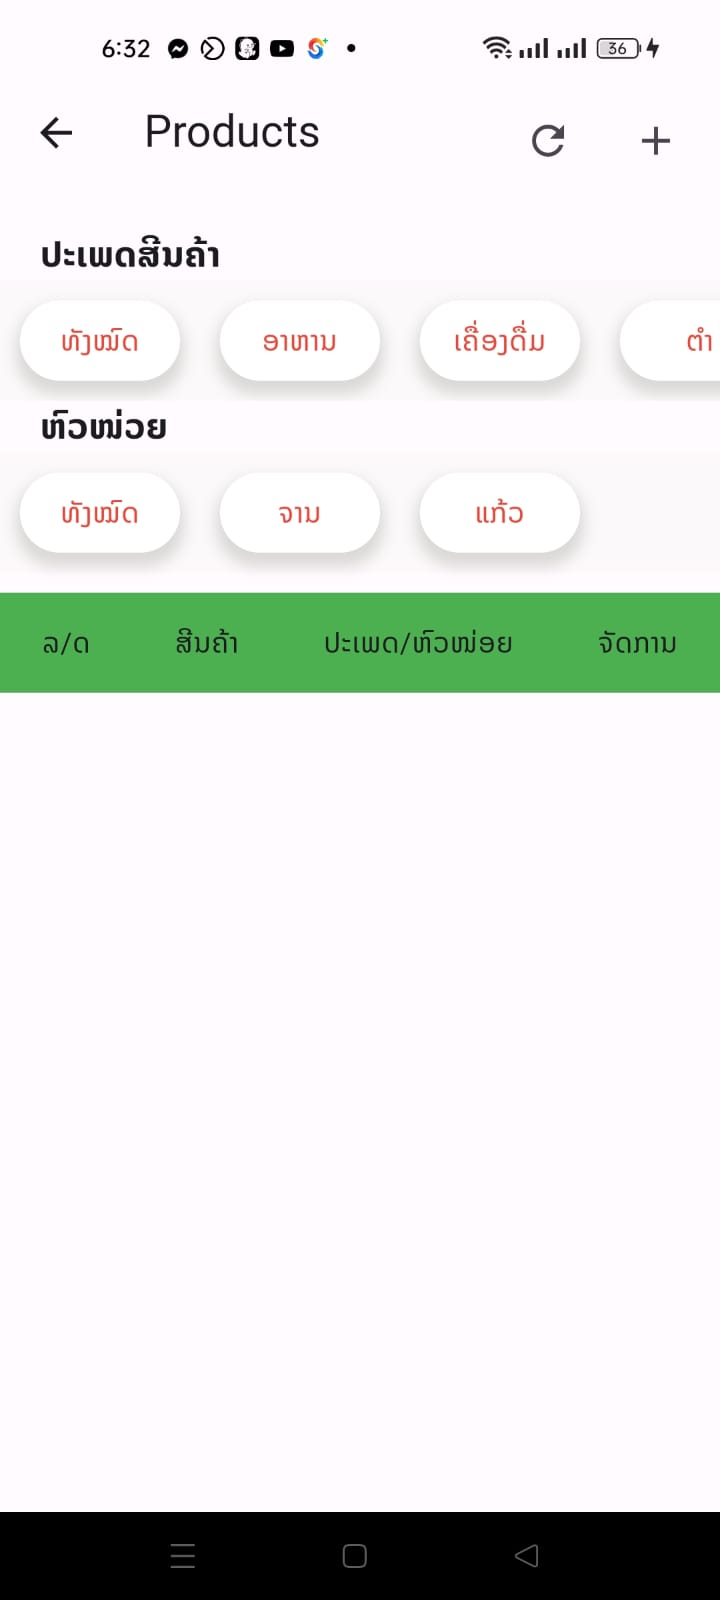 6:32 36
Products
ປະເພດສິນຄ້າ
ທັງໝົດ ອາຫານ ເຄື່ອງດື່ມ ຕຳ
ຫົວໜ່ວຍ
ທັງໝົດ ຈານ ແກ້ວ
ລ/ດ ສິນຄ້າ ປະເພດ/ຫົວໜ່ອຍ ຈັດການ